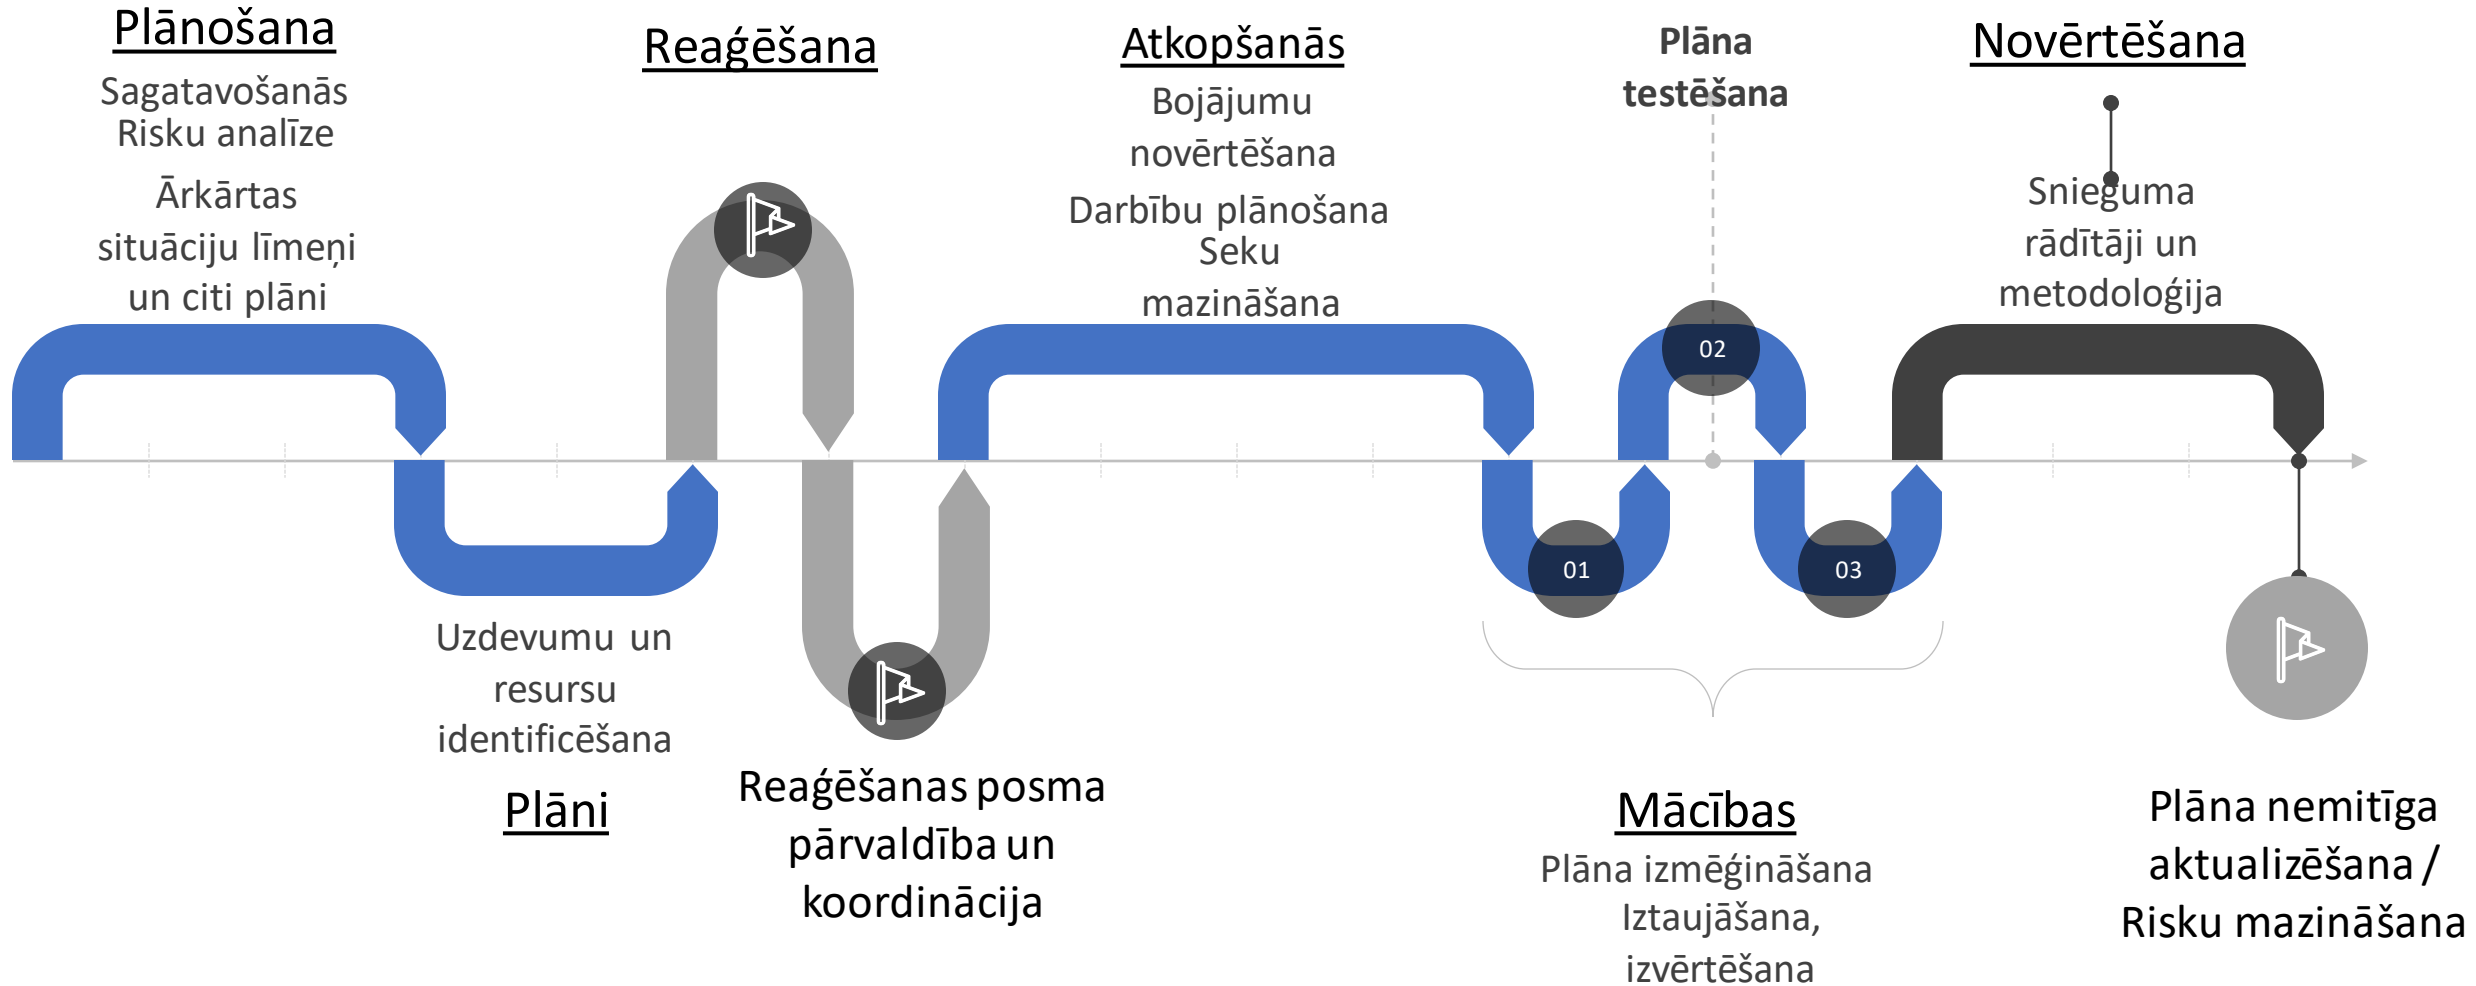 Plānošana
Sagatavošanās
Risku analīze
Ārkārtas
situāciju līmeņi
un citi plāni
Uzdevumu un
resursu
identificēšana
Plāni
Reaģēšana
Reaģēšanas posma
pārvaldība un
koordinācija
Atkopšanās
Bojājumu
novērtēšana
Darbību plānošana
Seku
mazināšana
Plāna
testēšana
02
01
03
Mācības
Plāna izmēģināšana
Iztaujāšana,
izvērtēšana
Novērtēšana
Snieguma
rādītāji un
metodoloģija
Plāna nemitīga
aktualizēšana /
Risku mazināšana